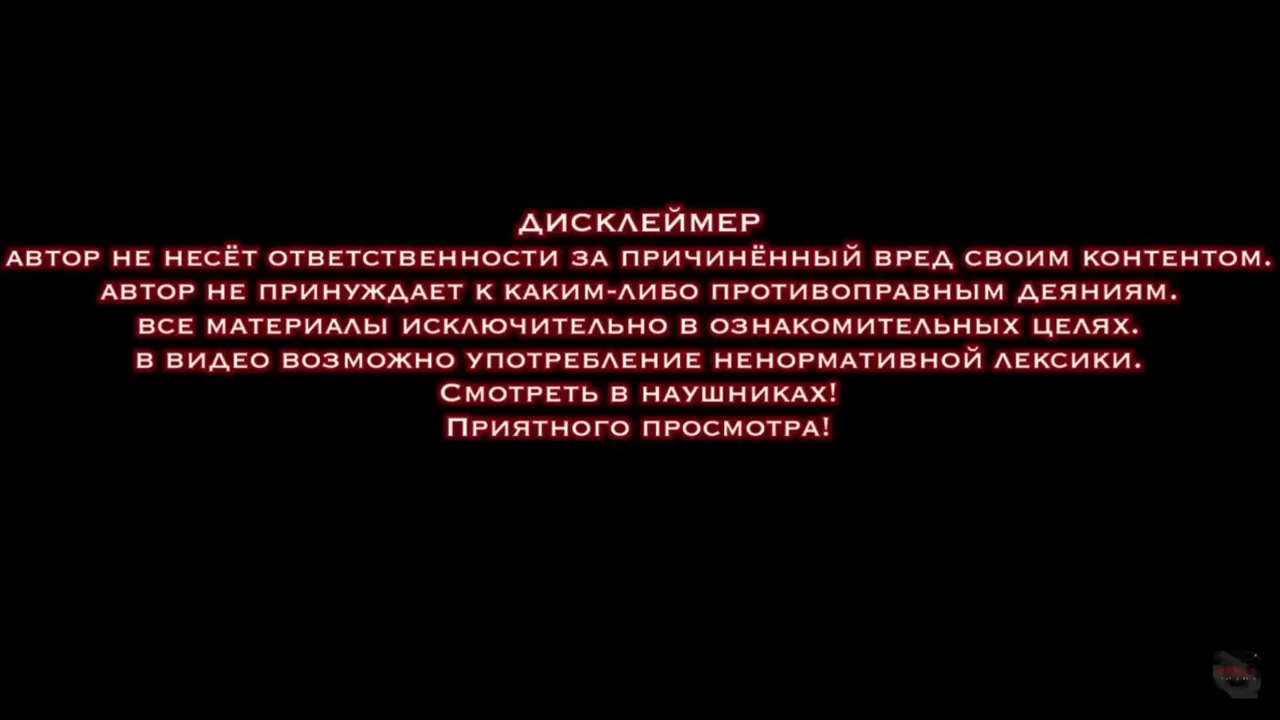 ДИСКЛЕЙМЕР
АВТОР НЕ НЕСЁТ ОТВЕТСТВЕННОСТИ ЗА ПРИЧИНЁННЫЙ ВРЕД СВОИМ КОНТЕНТОМ.
АВТОР НЕ ПРИНУЖДАЕТ К КАКИМ-ЛИБО ПРОТИВОПРАВНЫМ ДЕЯНИЯМ.
ВСЕ МАТЕРИАЛЫ ИСКЛЮЧИТЕЛЬНО В ОЗНАКОМИТЕЛЬНЫХ ЦЕЛЯХ.
В ВИДЕО ВОЗМОЖНО УПОТРЕБЛЕНИЕ НЕНОРМАТИВНОЙ ЛЕКСИКИ.
СМОТРЕТЬ В НАУШНИКАХ!
ПРИЯТНОГО ПРОСМОТРА!